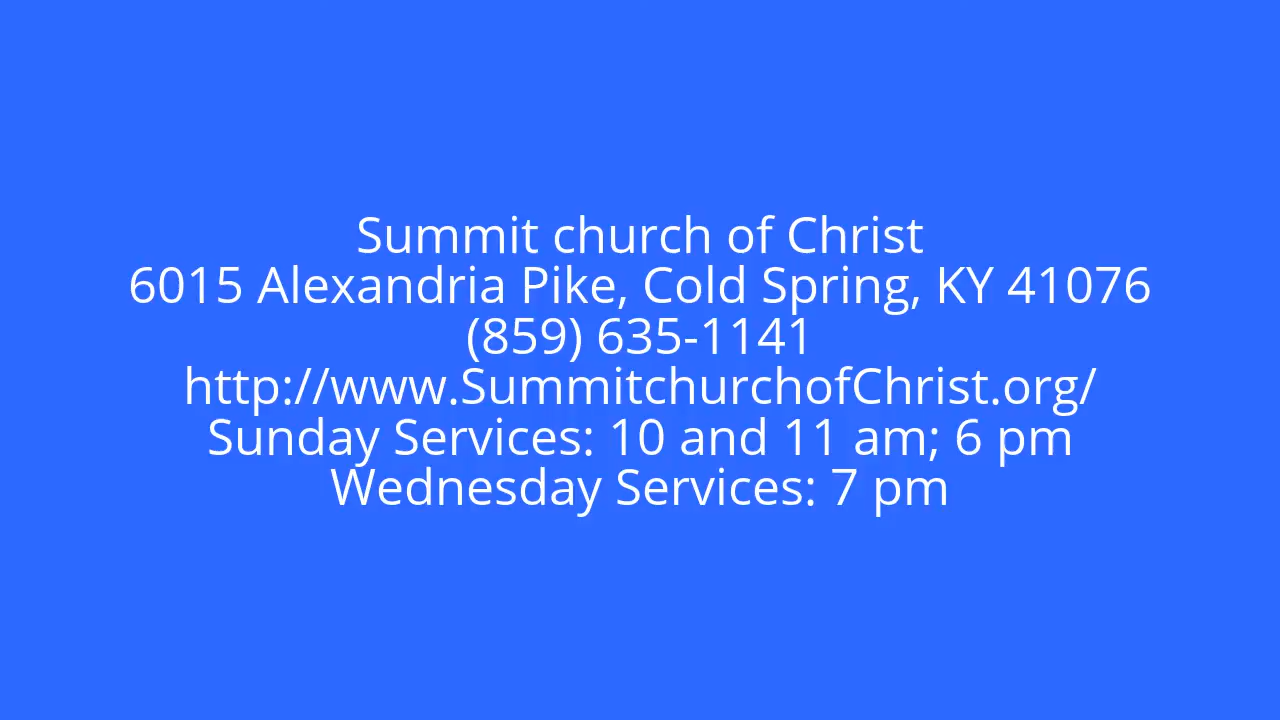 Summit church of Christ
6015 Alexandria Pike, Cold Spring, KY 41076
(859) 635-1141
http://www.SummitchurchofChrist.org/
Sunday Services: 10 and 11 am; 6 pm
Wednesday Services: 7 pm